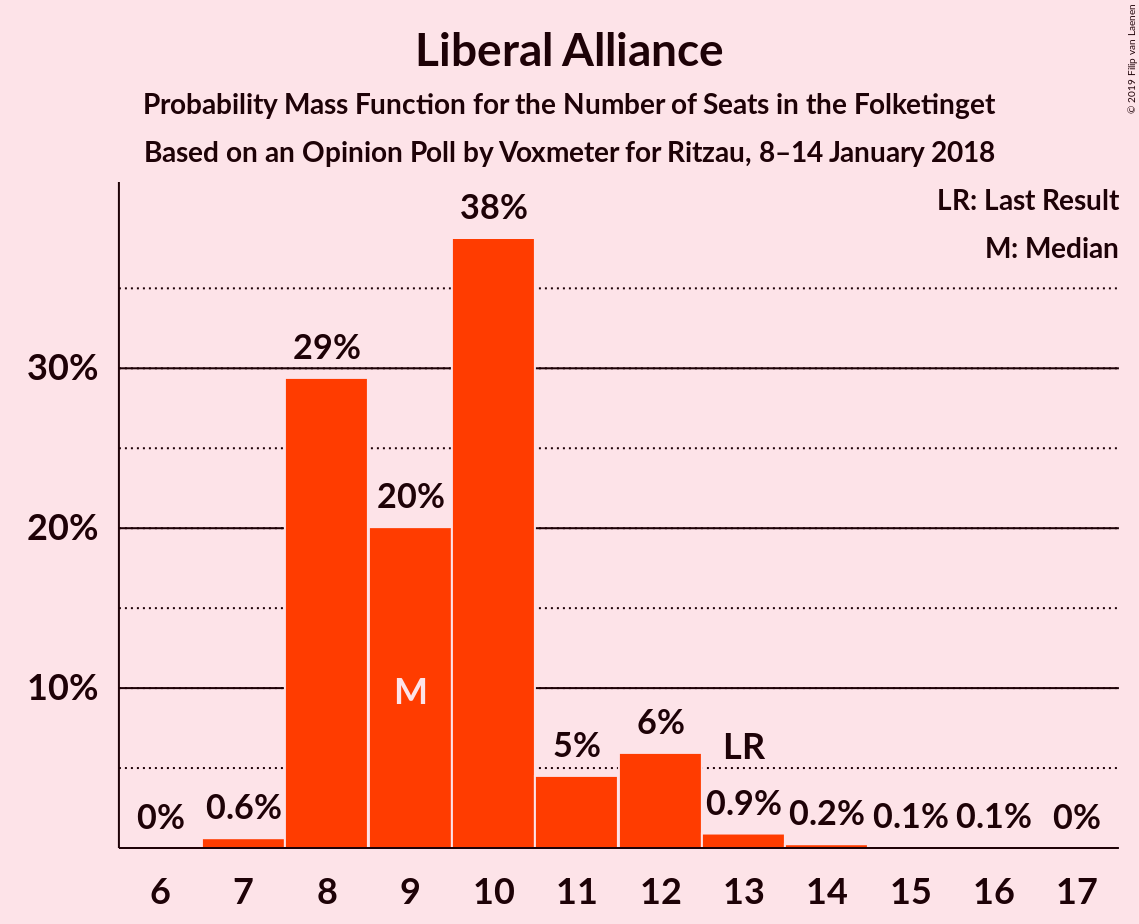 Liberal Alliance
Probability Mass Function for the Number of Seats in the Folketinget
Based on an Opinion Poll by Voxmeter for Ritzau, 8–14 January 2018
© 2019 Filip van Laenen
LR: Last Result
M: Median
30%
20%
10%
0%
0.6%
29%
20%
38%
5%
6%
0.9%
0.2%
0.1%
0.1%
0%
M
LR
6 7 8 9 10 11 12 13 14 15 16 17